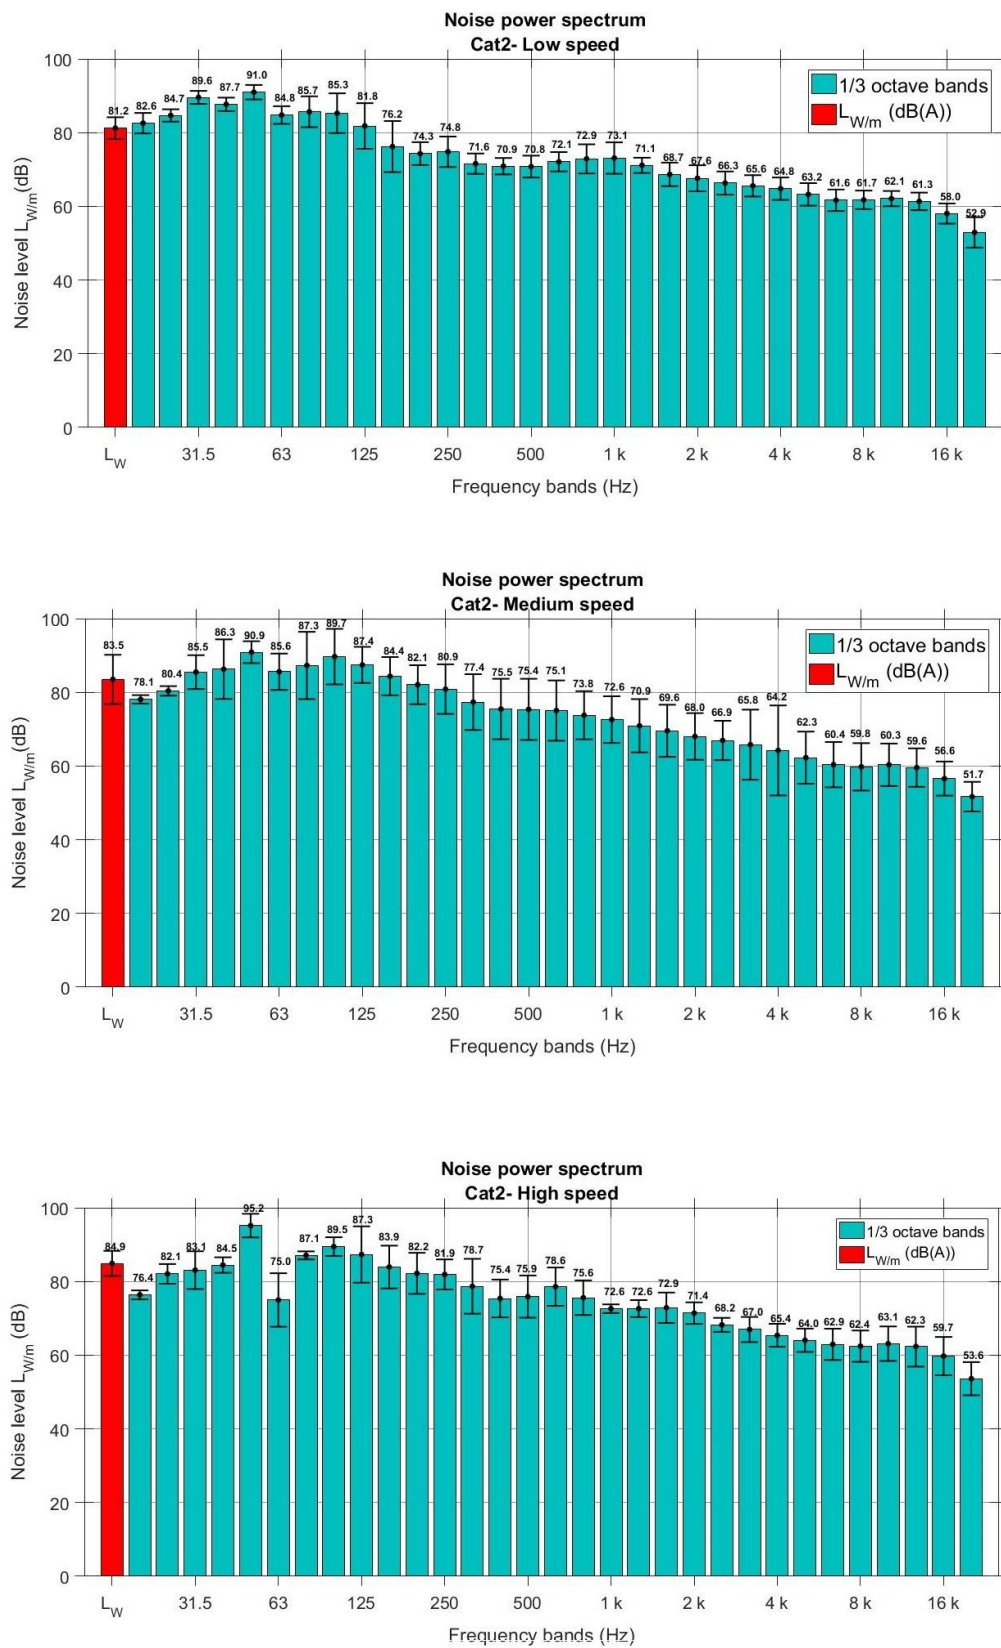 Noise power spectrum
Cat2- Low speed
100
80
60
40
20
0
Noise level L_W/m(dB)
81.2 82.6 84.7 89.6 87.7 91.0 84.8 85.7 85.3 81.8 76.2 74.3 74.8 71.6 70.9 70.8 72.1 72.9 73.1 71.1 68.7 67.6 66.3 65.6 64.8 63.2 61.6 61.7 62.1 61.3 58.0 52.9
1/3 octave bands
L_W/m (dB(A))
L_W 31.5 63 125 250 500 1 k 2 k 4 k 8 k 16 k
Frequency bands (Hz)
Noise power spectrum
Cat2- Medium speed
100
80
60
40
20
0
Noise level L_W/m(dB)
83.5 78.1 80.4 85.5 86.3 90.9 85.6 87.3 89.7 87.4 84.4 82.1 80.9 77.4 75.5 75.4 75.1 73.8 72.6 70.9 69.6 68.0 66.9 65.8 64.2 62.3 60.4 59.8 60.3 59.6 56.6 51.7
1/3 octave bands
L_W/m (dB(A))
L_W 31.5 63 125 250 500 1 k 2 k 4 k 8 k 16 k
Frequency bands (Hz)
Noise power spectrum
Cat2- High speed
100
80
60
40
20
0
Noise level L_W/m (dB)
84.9 76.4 82.1 83.1 84.5 95.2 75.0 87.1 89.5 87.3 83.9 82.2 81.9 78.7 75.4 75.9 78.6 75.6 72.6 72.6 72.9 71.4 68.2 67.0 65.4 64.0 62.9 62.4 63.1 62.3 59.7 53.6
1/3 octave bands
L_W/m (dB(A))
L_W 31.5 63 125 250 500 1 k 2 k 4 k 8 k 16 k
Frequency bands (Hz)